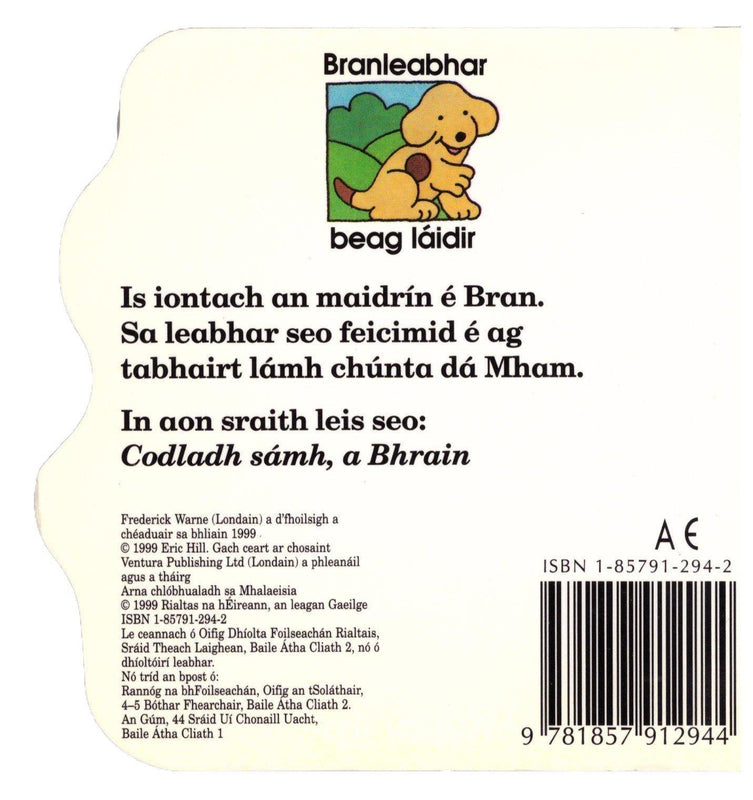 Branleabhar
beag láidir
Is iontach an maidrín é Bran.
Sa leabhar seo feicimid é ag
tabhairt lámh chúnta dá Mham.
In aon sraith leis seo:
Codladh sámh, a Bhrain
Frederick Warne (Londain) a d'fhoilsigh a
chéaduair sa bhliain 1999
© 1999 Eric Hill. Gach ceart ar chosaint
Ventura Publishing Ltd (Londain) a phleanáil
agus a tháirg
Arna chlóbhualadh sa Mhalaeisia
© 1999 Rialtas na hÉireann, an leagan Gaeilge
ISBN 1-85791-294-2
Le ceannach ó Oifig Dhíolta Foilseachán Rialtais,
Sráid Theach Laighean, Baile Átha Cliath 2, nó ó
dhíoltóirí leabhar.
Nó tríd an bpost ó:
Rannóg na bhFoilseachán, Oifig an tSoláthair,
4–5 Bóthar Fhearchair, Baile Átha Cliath 2.
An Gúm, 44 Sráid Uí Chonaill Uacht,
Baile Átha Cliath 1
A €
ISBN 1-85791-294-2
9 781857 912944